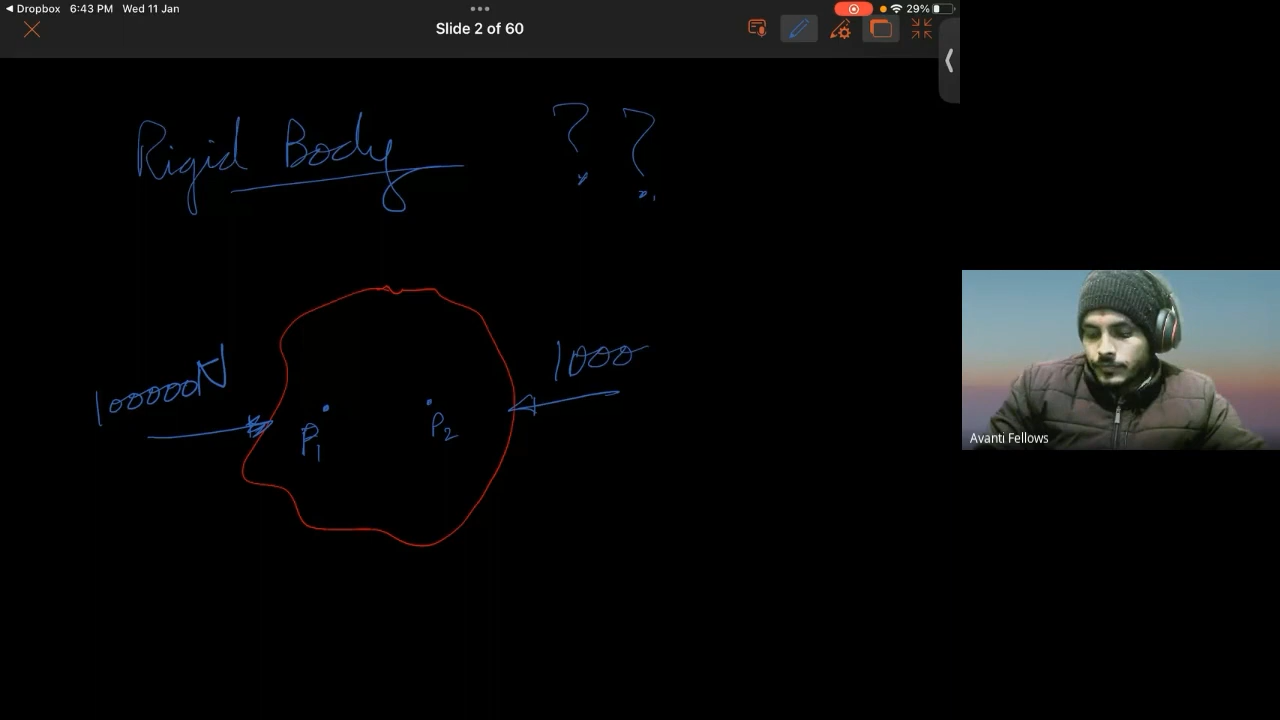 Dropbox 6:43 PM Wed 11 Jan
29%
Slide 2 of 60
Rigid Body ? ?
100000N
1000
P1
P2
Avanti Fellows